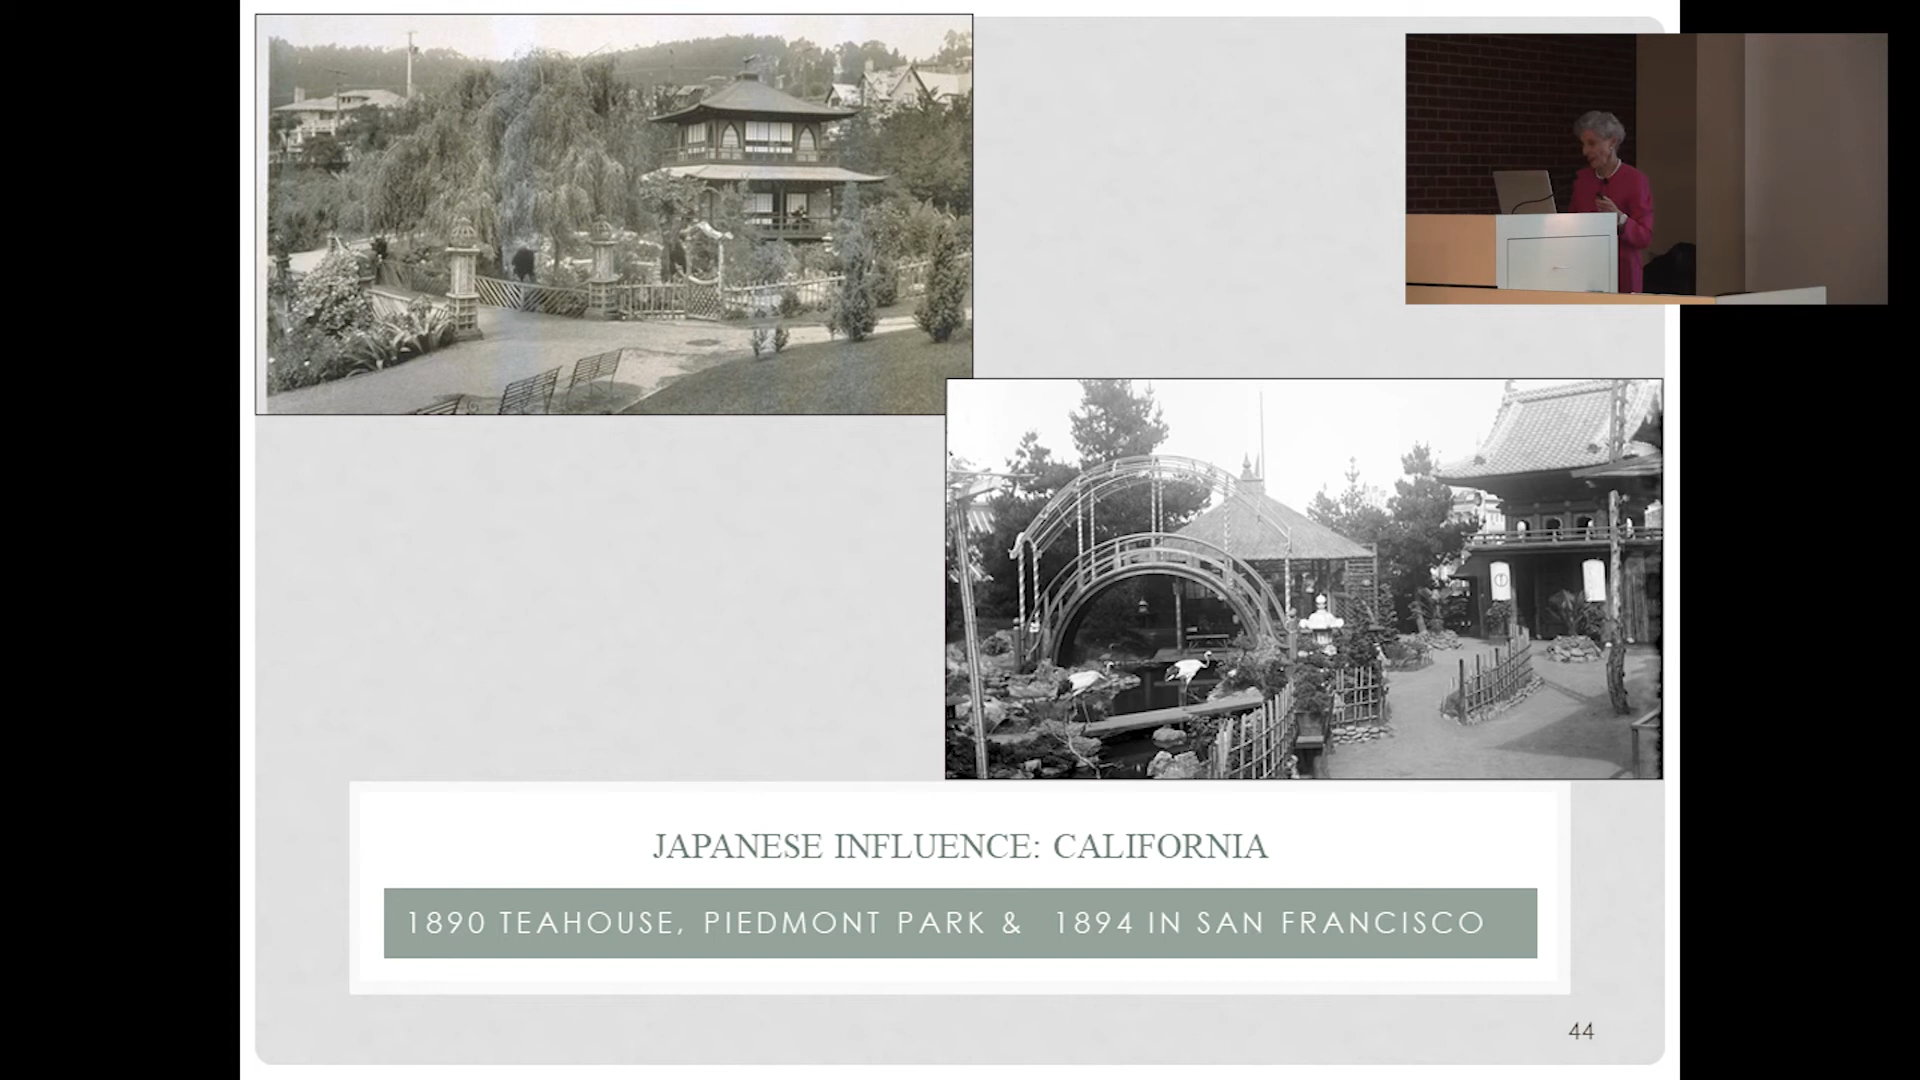 JAPANESE INFLUENCE: CALIFORNIA
1890 TEAHOUSE, PIEDMONT PARK & 1894 IN SAN FRANCISCO
44